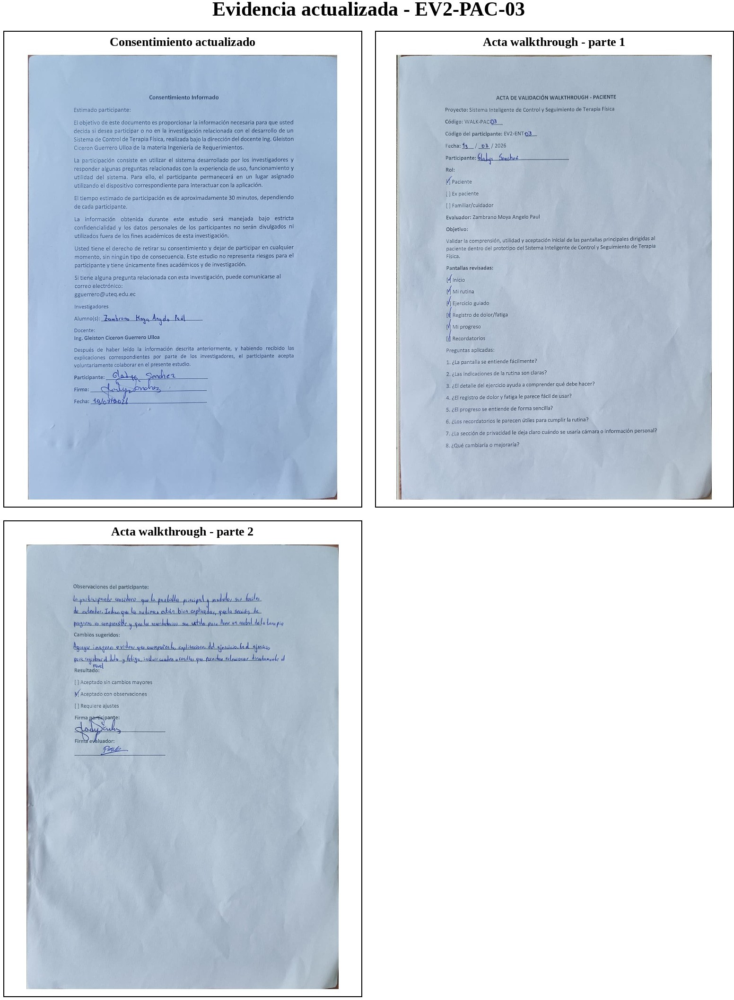 Evidencia actualizada - EV2-PAC-03
Consentimiento actualizado
Consentimiento Informado
Estimado participante:
El objetivo de este documento es proporcionar la información necesaria para que usted
decida si desea participar o no en la investigación relacionada con el desarrollo de un
Sistema de Control de Terapia Física, realizada bajo la dirección del docente Ing. Gleiston
Ciceron Guerrero Ulloa de la materia Ingeniería de Requerimientos.
La participación consiste en utilizar el sistema desarrollado por los investigadores y
responder algunas preguntas relacionadas con la experiencia de uso, funcionamiento y
utilidad del sistema. Para ello, el participante permanecerá en un lugar asignado
utilizando el dispositivo correspondiente para interactuar con la aplicación.
El tiempo estimado de participación es de aproximadamente 30 minutos, dependiendo
de cada participante.
La información obtenida durante este estudio será manejada bajo estricta
confidencialidad y los datos personales de los participantes no serán divulgados ni
utilizados fuera de los fines académicos de esta investigación.
Usted tiene el derecho de retirar su consentimiento y dejar de participar en cualquier
momento, sin ningún tipo de consecuencia. Este estudio no representa riesgos para el
participante y tiene únicamente fines académicos y de investigación.
Si tiene alguna pregunta relacionada con esta investigación, puede comunicarse al
correo electrónico:
gguerrero@uteq.edu.ec
Investigadores
Alumno(s): Zambrano Moya Angelo Paúl
Docente:
Ing. Gleiston Ciceron Guerrero Ulloa
Después de haber leído la información descrita anteriormente, y habiendo recibido las
explicaciones correspondientes por parte de los investigadores, el participante acepta
voluntariamente colaborar en el presente estudio.
Participante: Gladys Sanchez
Firma:
Fecha: 19/07/2026
Acta walkthrough - parte 1
ACTA DE VALIDACIÓN WALKTHROUGH - PACIENTE
Proyecto: Sistema Inteligente de Control y Seguimiento de Terapia Física
Código: WALK-PAC-03
Código del participante: EV2-ENT-03
Fecha: 19 / 07 / 2026
Participante: Gladys Sanchez
Rol:
[✓] Paciente
[ ] Ex paciente
[ ] Familiar/cuidador
Evaluador: Zambrano Moya Angelo Paul
Objetivo:
Validar la comprensión, utilidad y aceptación inicial de las pantallas principales dirigidas al
paciente dentro del prototipo del Sistema Inteligente de Control y Seguimiento de Terapia
Física.
Pantallas revisadas:
[✓] Inicio
[✓] Mi rutina
[✓] Ejercicio guiado
[✓] Registro de dolor/fatiga
[✓] Mi progreso
[✓] Recordatorios
Preguntas aplicadas:
1. ¿La pantalla se entiende fácilmente?
2. ¿Las indicaciones de la rutina son claras?
3. ¿El detalle del ejercicio ayuda a comprender qué debe hacer?
4. ¿El registro de dolor y fatiga le parece fácil de usar?
5. ¿El progreso se entiende de forma sencilla?
6. ¿Los recordatorios le parecen útiles para cumplir la rutina?
7. ¿La sección de privacidad le deja claro cuándo se usaría cámara o información personal?
8. ¿Qué cambiaría o mejoraría?
Acta walkthrough - parte 2
Observaciones del participante:
La participante considero que la pantalla principal y modulos son faciles
de entender. Indico que las rutinas están bien explicadas, que la sección de
progreso es comprensible y que los recordatorios son utiles para llevar un control de la terapia
Cambios sugeridos:
Agregar imagenes o videos que acompañen las explicaciones del ejercicio. En el ejercicio
para registrar el dolor y fatiga, incluir cuadros o casillas que permitan seleccionar directamente el
nivel
Resultado:
[ ] Aceptado sin cambios mayores
[✓] Aceptado con observaciones
[ ] Requiere ajustes
Firma participante:
Firma evaluador: